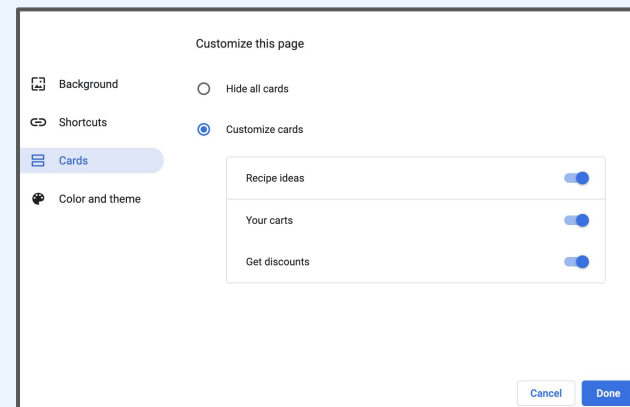 Customize this page
Background
Shortcuts
Cards
Color and theme
Hide all cards
Customize cards
Recipe ideas
Your carts
Get discounts
Cancel
Done